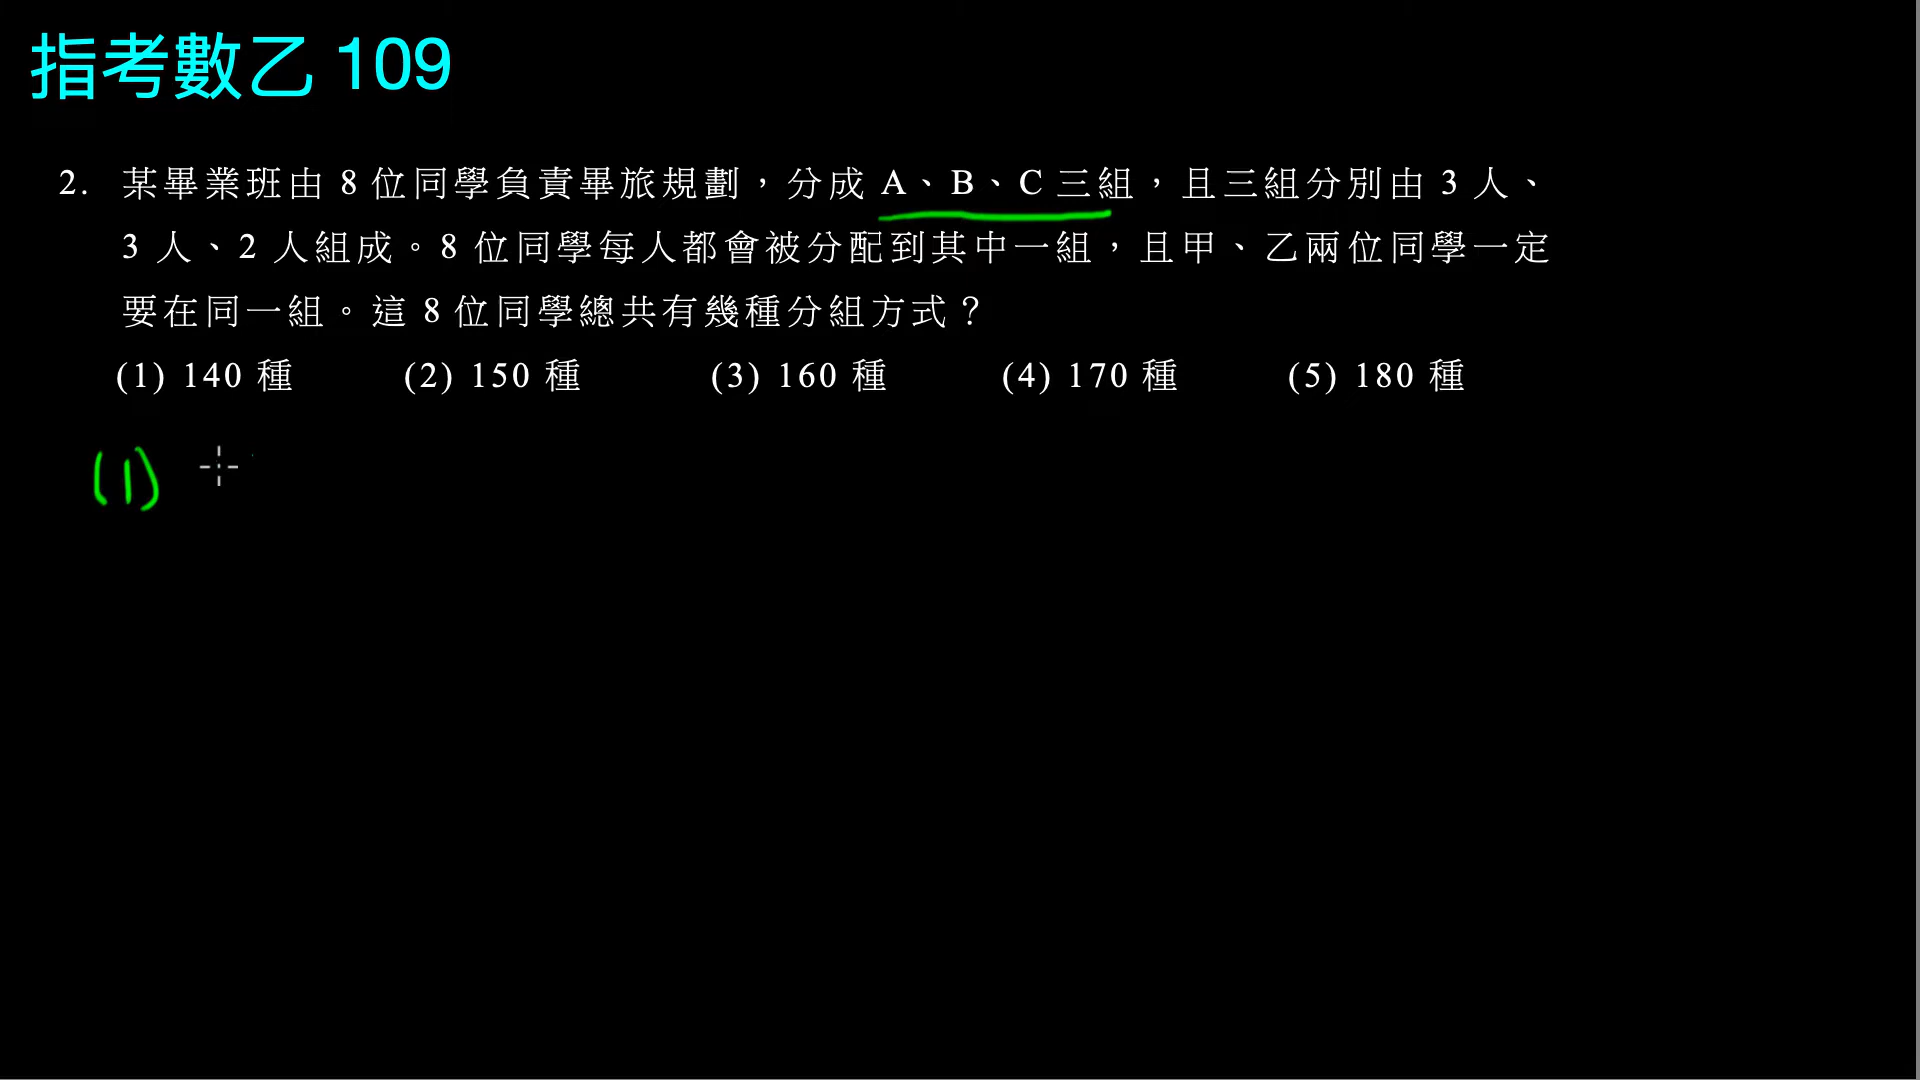 指考數乙 109
2. 某畢業班由 8 位同學負責畢旅規劃，分成 A、B、C 三組，且三組分別由 3 人、
3 人、2 人組成。8 位同學每人都會被分配到其中一組，且甲、乙兩位同學一定
要在同一組。這 8 位同學總共有幾種分組方式？
(1) 140 種 (2) 150 種 (3) 160 種 (4) 170 種 (5) 180 種
(1)